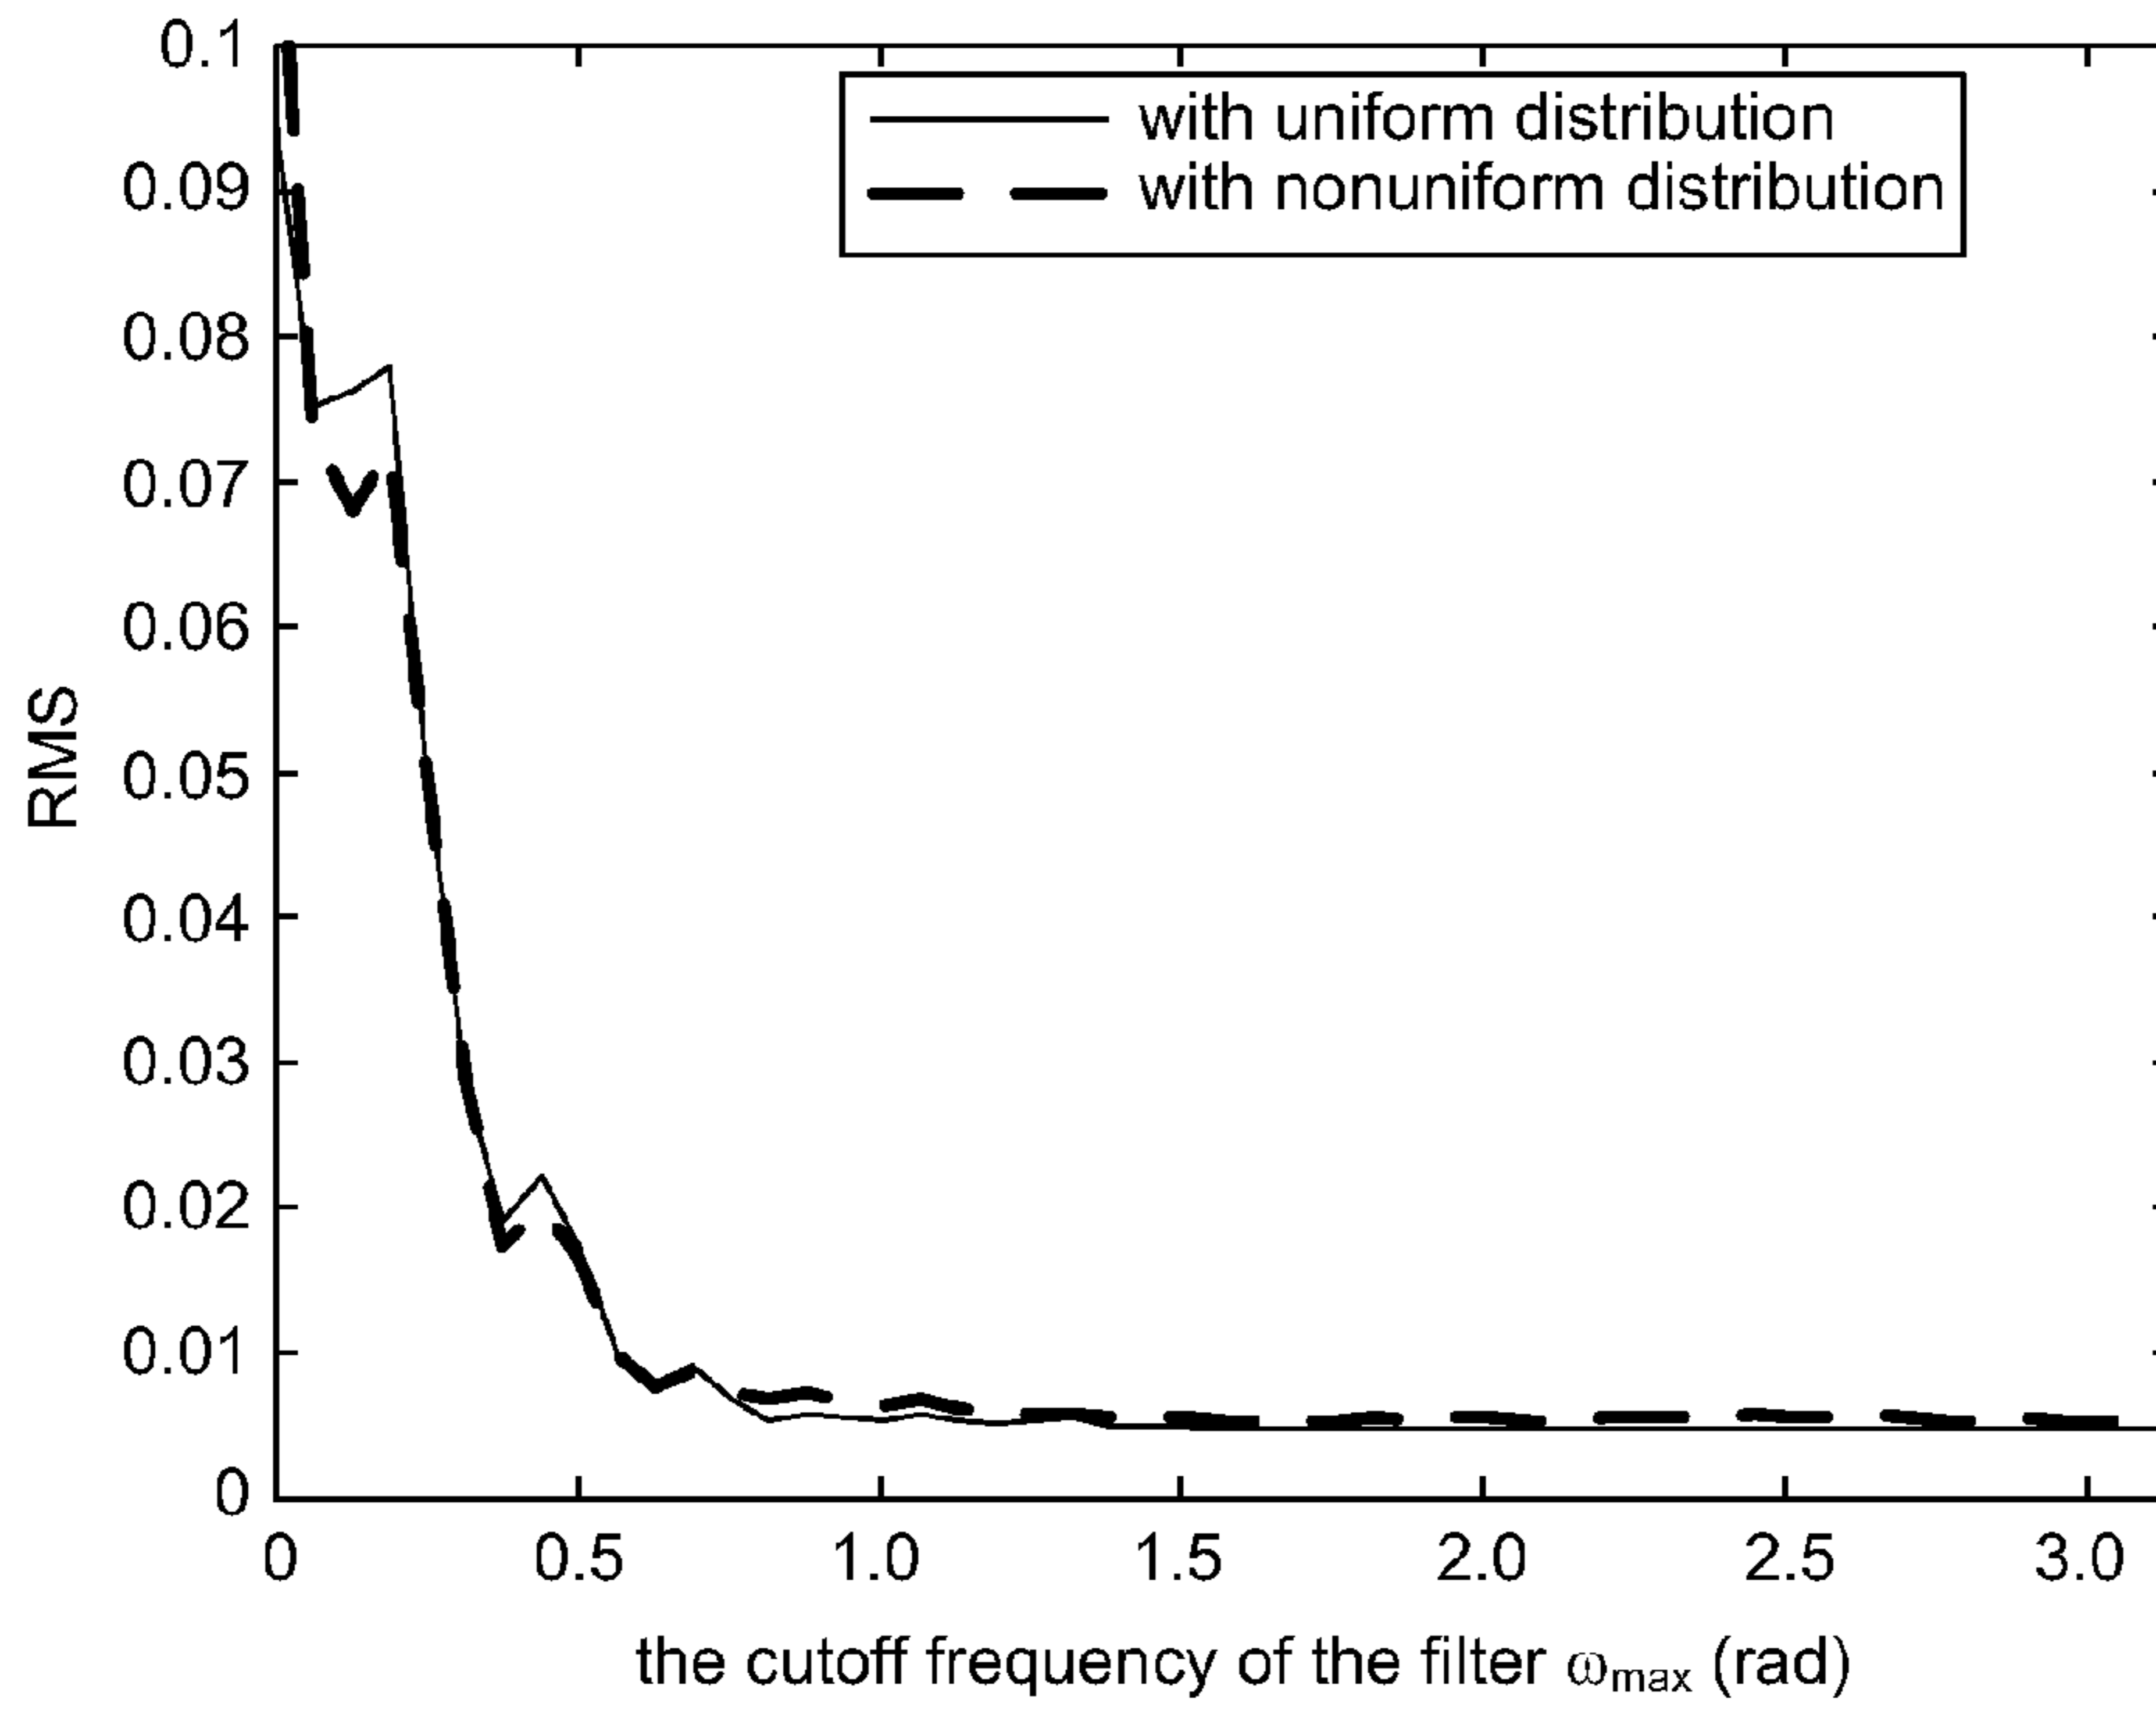 0.1
0.09
0.08
0.07
0.06
0.05
0.04
0.03
0.02
0.01
0
RMS
with uniform distribution
with nonuniform distribution
0 0.5 1.0 1.5 2.0 2.5 3.0
the cutoff frequency of the filter ωmax (rad)